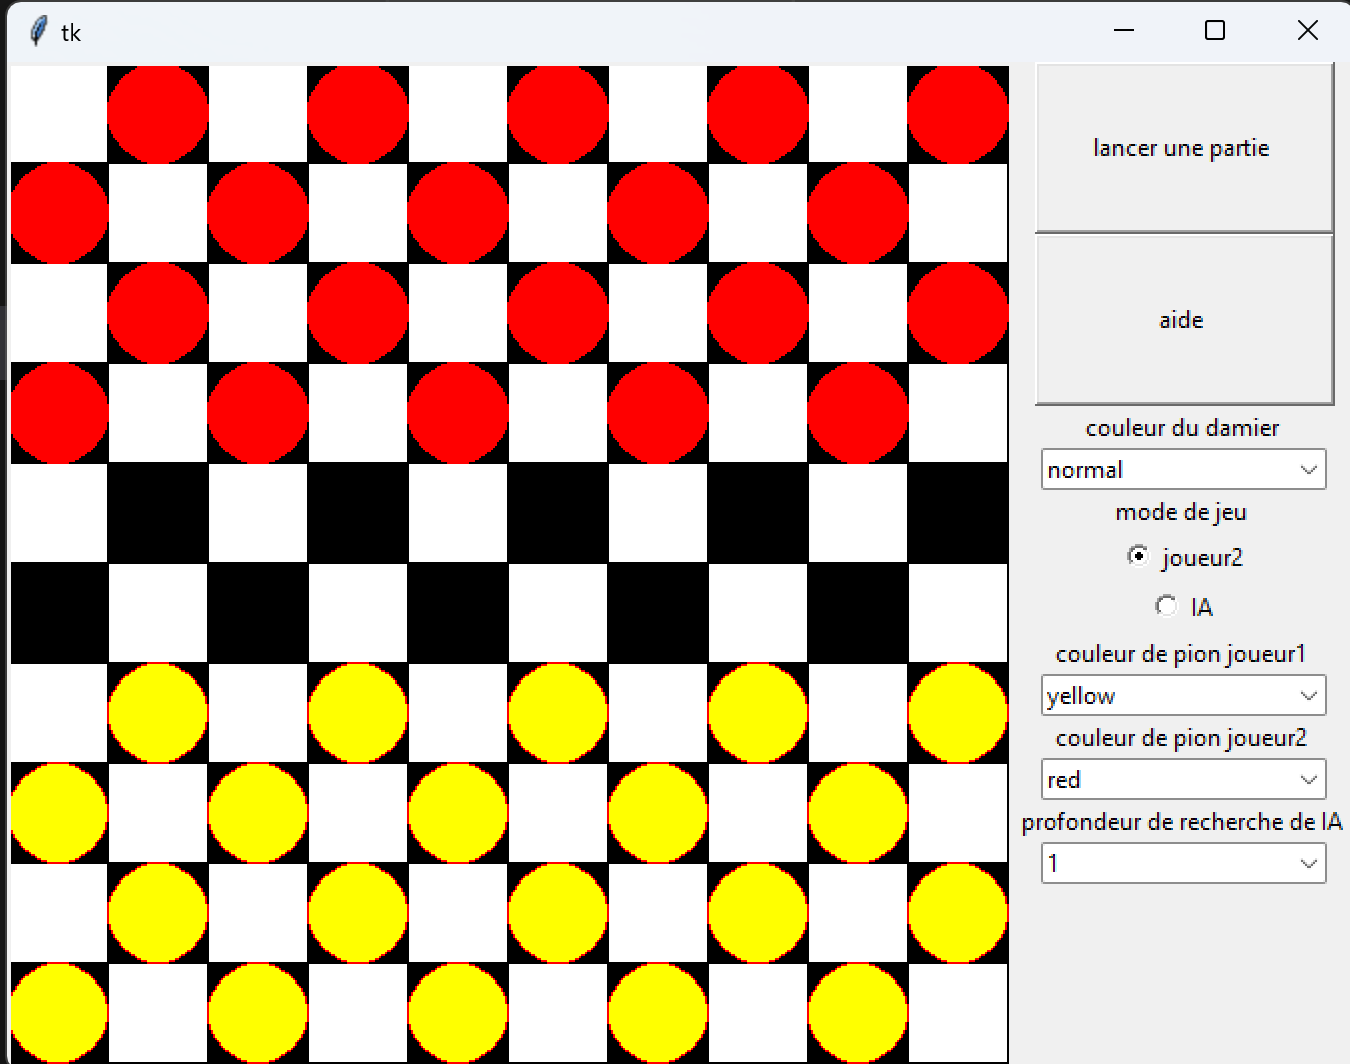 tk
lancer une partie
aide
couleur du damier
normal
mode de jeu
joueur2
IA
couleur de pion joueur1
yellow
couleur de pion joueur2
red
profondeur de recherche de IA
1